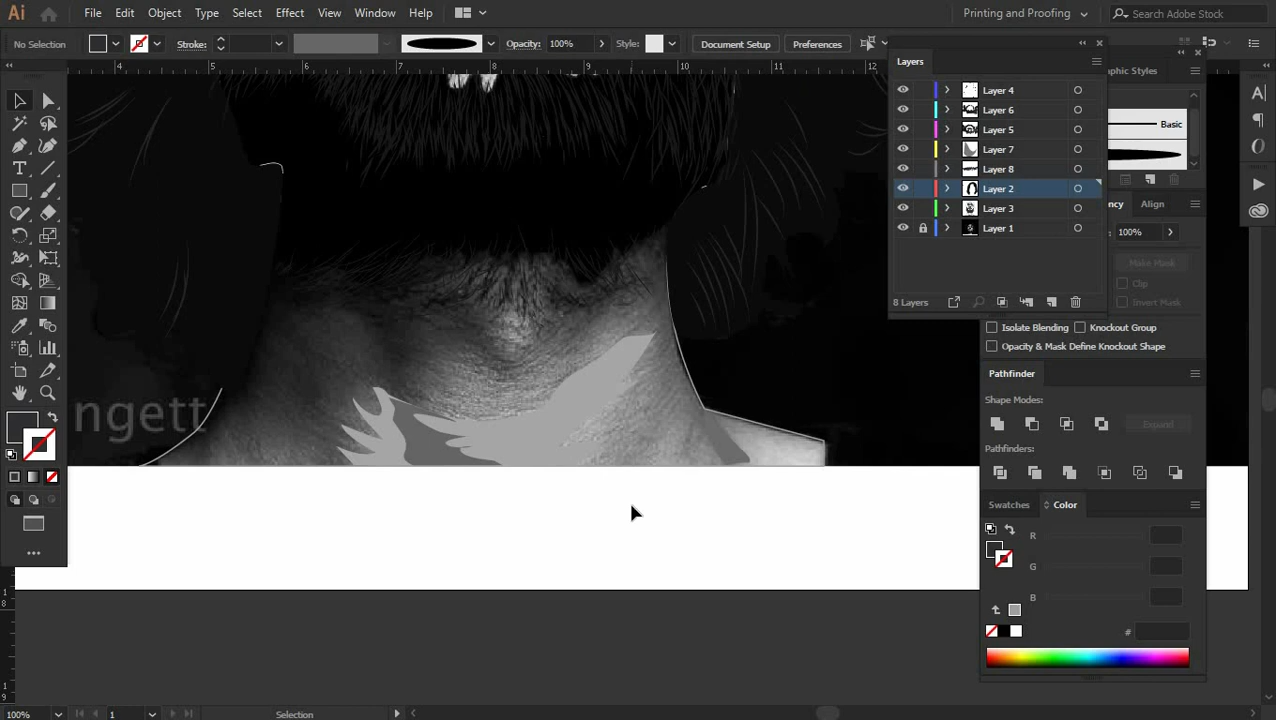 Ai File Edit Object Type Select Effect View Window Help Printing and Proofing Search Adobe Stock
No Selection Stroke: Opacity: 100% Style: Document Setup Preferences
4 5 6 7 8 9 10 11 12
Layers
Layer 4
Layer 6
Layer 5
Layer 7
Layer 8
Layer 2
Layer 3
Layer 1
8 Layers
Basic
Align
100%
Make Mask
Clip
Invert Mask
Isolate Blending Knockout Group
Opacity & Mask Define Knockout Shape
Pathfinder
Shape Modes:
Expand
Pathfinders:
Swatches Color
R
G
B
#
ngett
1
8
1
9
100% 1 Selection